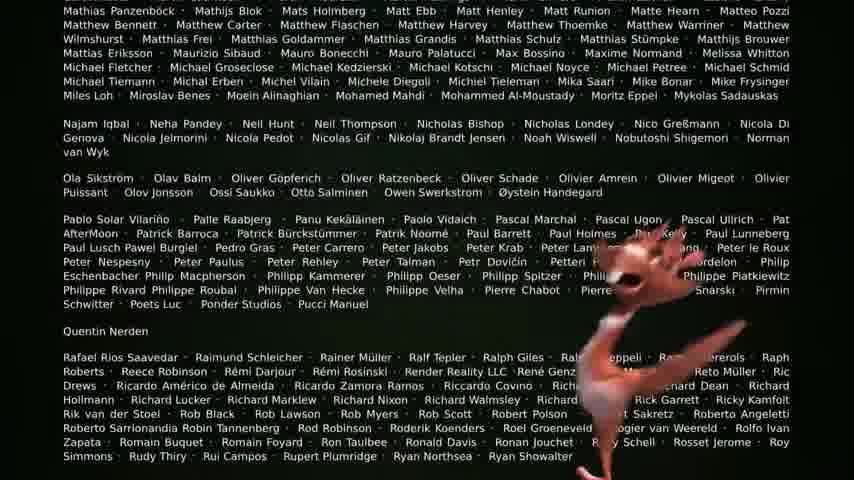 Mathias Panzenböck · Mathijs Blok · Mats Holmberg · Matt Ebb · Matt Henley · Matt Runion · Matte Hearn · Matteo Pozzi
Matthew Bennett · Matthew Carter · Matthew Flaschen · Matthew Harvey · Matthew Thoemke · Matthew Warriner · Matthew
Wilmshurst · Matthias Frei · Matthias Goldammer · Matthias Grandis · Matthias Schulz · Matthias Stümpke · Matthijs Brouwer
Mattias Eriksson · Maurizio Sibaud · Mauro Bonecchi · Mauro Palatucci · Max Bossino · Maxime Normand · Melissa Whitton
Michael Fletcher · Michael Groseclose · Michael Kedzierski · Michael Kotschi · Michael Noyce · Michael Petree · Michael Schmid
Michael Tiemann · Michal Erben · Michel Vilain · Michele Diegoli · Michiel Tieleman · Mika Saari · Mike Bonar · Mike Frysinger
Miles Loh · Miroslav Benes · Moein Alinaghian · Mohamed Mahdi · Mohammed Al-Moustady · Moritz Eppel · Mykolas Sadauskas
Najam Iqbal · Neha Pandey · Neil Hunt · Neil Thompson · Nicholas Bishop · Nicholas Londey · Nico Greßmann · Nicola Di
Genova · Nicola Jelmorini · Nicola Pedot · Nicolas Gif · Nikolaj Brandt Jensen · Noah Wiswell · Nobutoshi Shigemori · Norman
van Wyk
Ola Sikström · Olav Balm · Oliver Göpferich · Oliver Ratzenbeck · Oliver Schade · Olivier Amrein · Olivier Migeot · Olivier
Puissant · Olov Jonsson · Ossi Saukko · Otto Salminen · Owen Swerkstrom · Øystein Handegard
Pablo Solar Vilariño · Palle Raabjerg · Panu Kekäläinen · Paolo Vidaich · Pascal Marchal · Pascal Ugon · Pascal Ullrich · Pat
AfterMoon · Patrick Barroca · Patrick Bürckstümmer · Patrik Noomé · Paul Barrett · Paul Holmes · Kelly · Paul Lunneberg
Paul Lusch Pawel Burgiel · Pedro Gras · Peter Carrero · Peter Jakobs · Peter Krab · Peter · Peter le Roux
Peter Nespesny · Peter Paulus · Peter Rehley · Peter Talman · Petr Dovičin · Petteri · Philip
Eschenbacher Philip Macpherson · Philipp Kammerer · Philipp Oeser · Philipp Spitzer · Philippe Piatkiewitz
Philippe Rivard Philippe Roubal · Philippe Van Hecke · Philippe Velha · Pierre Chabot · Pierre · Pirmin
Schwitter · Poets Luc · Ponder Studios · Pucci Manuel
Quentin Nerden
Rafael Rios Saavedar · Raimund Schleicher · Rainer Müller · Ralf Tepler · Ralph Giles · Raph
Roberts · Reece Robinson · Rémi Darjour · Rémi Rosinski · Render Reality LLC · René · Reto Müller · Ric
Drews · Ricardo Américo de Almeida · Ricardo Zamora Ramos · Riccardo Covino · Dean · Richard
Hollmann · Richard Lucker · Richard Marklew · Richard Nixon · Richard Walmsley · Richard · Rick Garrett · Ricky Kamfolt
Rik van der Stoel · Rob Black · Rob Lawson · Rob Myers · Rob Scott · Robert Polson · Sakretz · Roberto Angeletti
Roberto Sarrionandia Robin Tannenberg · Rod Robinson · Roderik Koenders · Roel Groeneveld · van Weereld · Rolfo Ivan
Zapata · Romain Buquet · Romain Foyard · Ron Taulbee · Ronald Davis · Ronan Jouchet · Schell · Rosset Jerome · Roy
Simmons · Rudy Thiry · Rui Campos · Rupert Plumridge · Ryan Northsea · Ryan Showalter